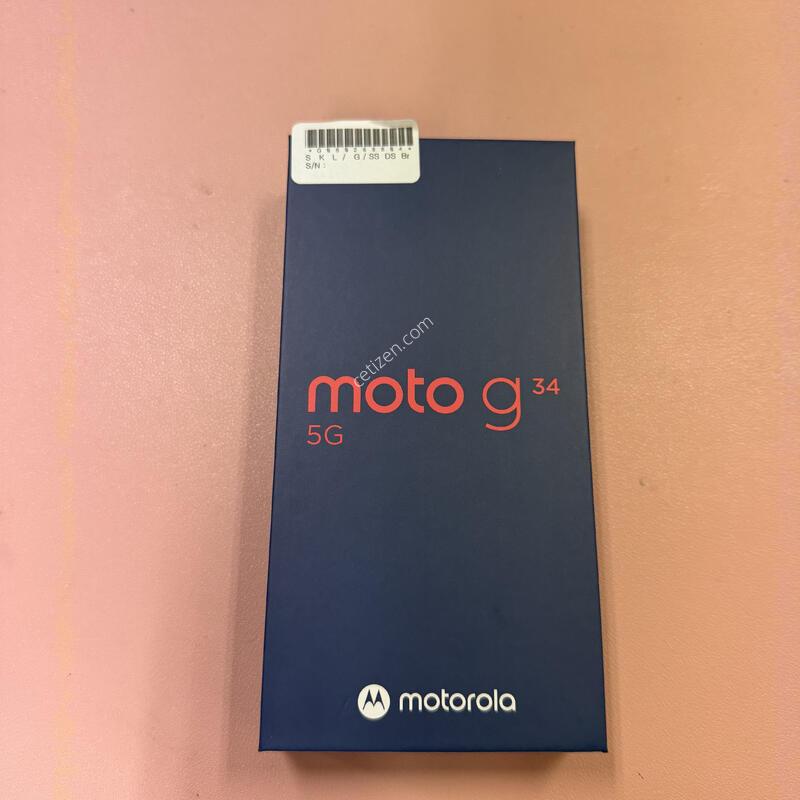 S K L / G/SS DS Br
S/N :
cetizen.com
moto g 34
5G
motorola